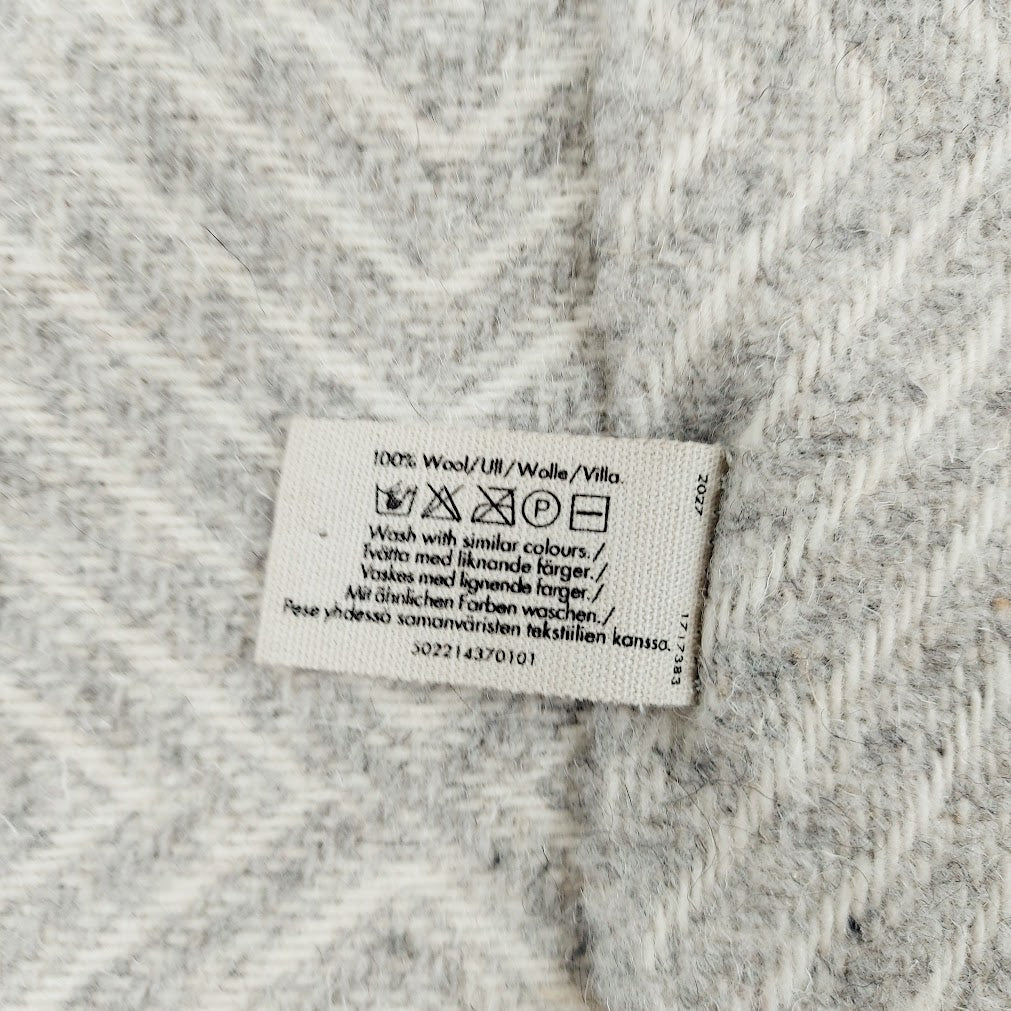 100% Wool/Ull/Wolle/Villa.
P
Wash with similar colours./
Tvätta med liknande färger./
Vaskes med lignende farger./
Mit ähnlichen Farben waschen./
Pese yhdessä samanväristen tekstiilien kanssa.
502214370101
2027
1717383